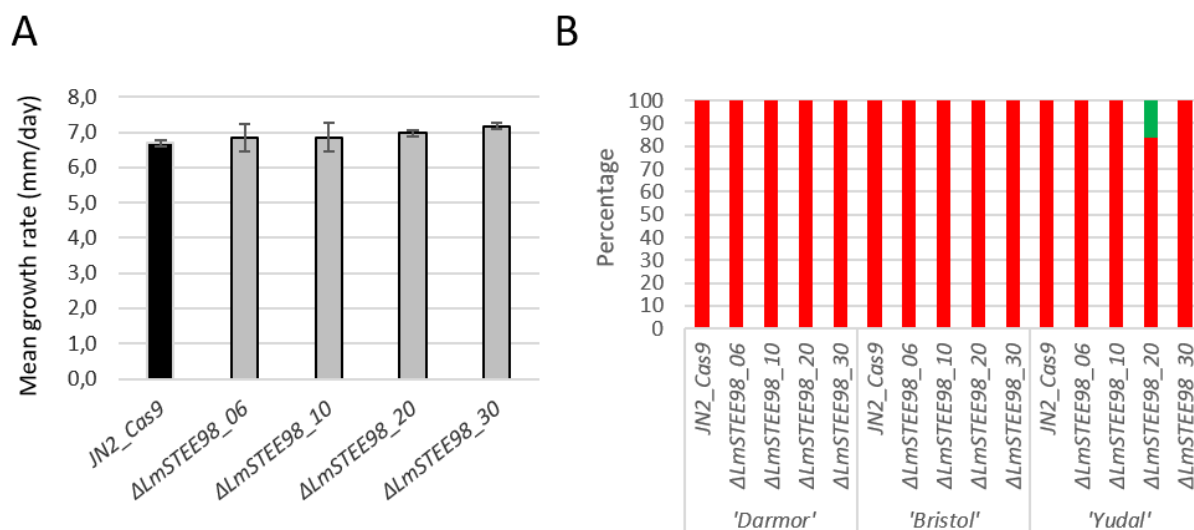 A
Mean growth rate (mm/day)
8,0
7,0
6,0
5,0
4,0
3,0
2,0
1,0
0,0
JN2_Cas9
ΔLmSTEE98_06
ΔLmSTEE98_10
ΔLmSTEE98_20
ΔLmSTEE98_30
B
Percentage
100
90
80
70
60
50
40
30
20
10
0
JN2_Cas9
ΔLmSTEE98_06
ΔLmSTEE98_10
ΔLmSTEE98_20
ΔLmSTEE98_30
JN2_Cas9
ΔLmSTEE98_06
ΔLmSTEE98_10
ΔLmSTEE98_20
ΔLmSTEE98_30
JN2_Cas9
ΔLmSTEE98_06
ΔLmSTEE98_10
ΔLmSTEE98_20
ΔLmSTEE98_30
'Darmor'
'Bristol'
'Yudal'